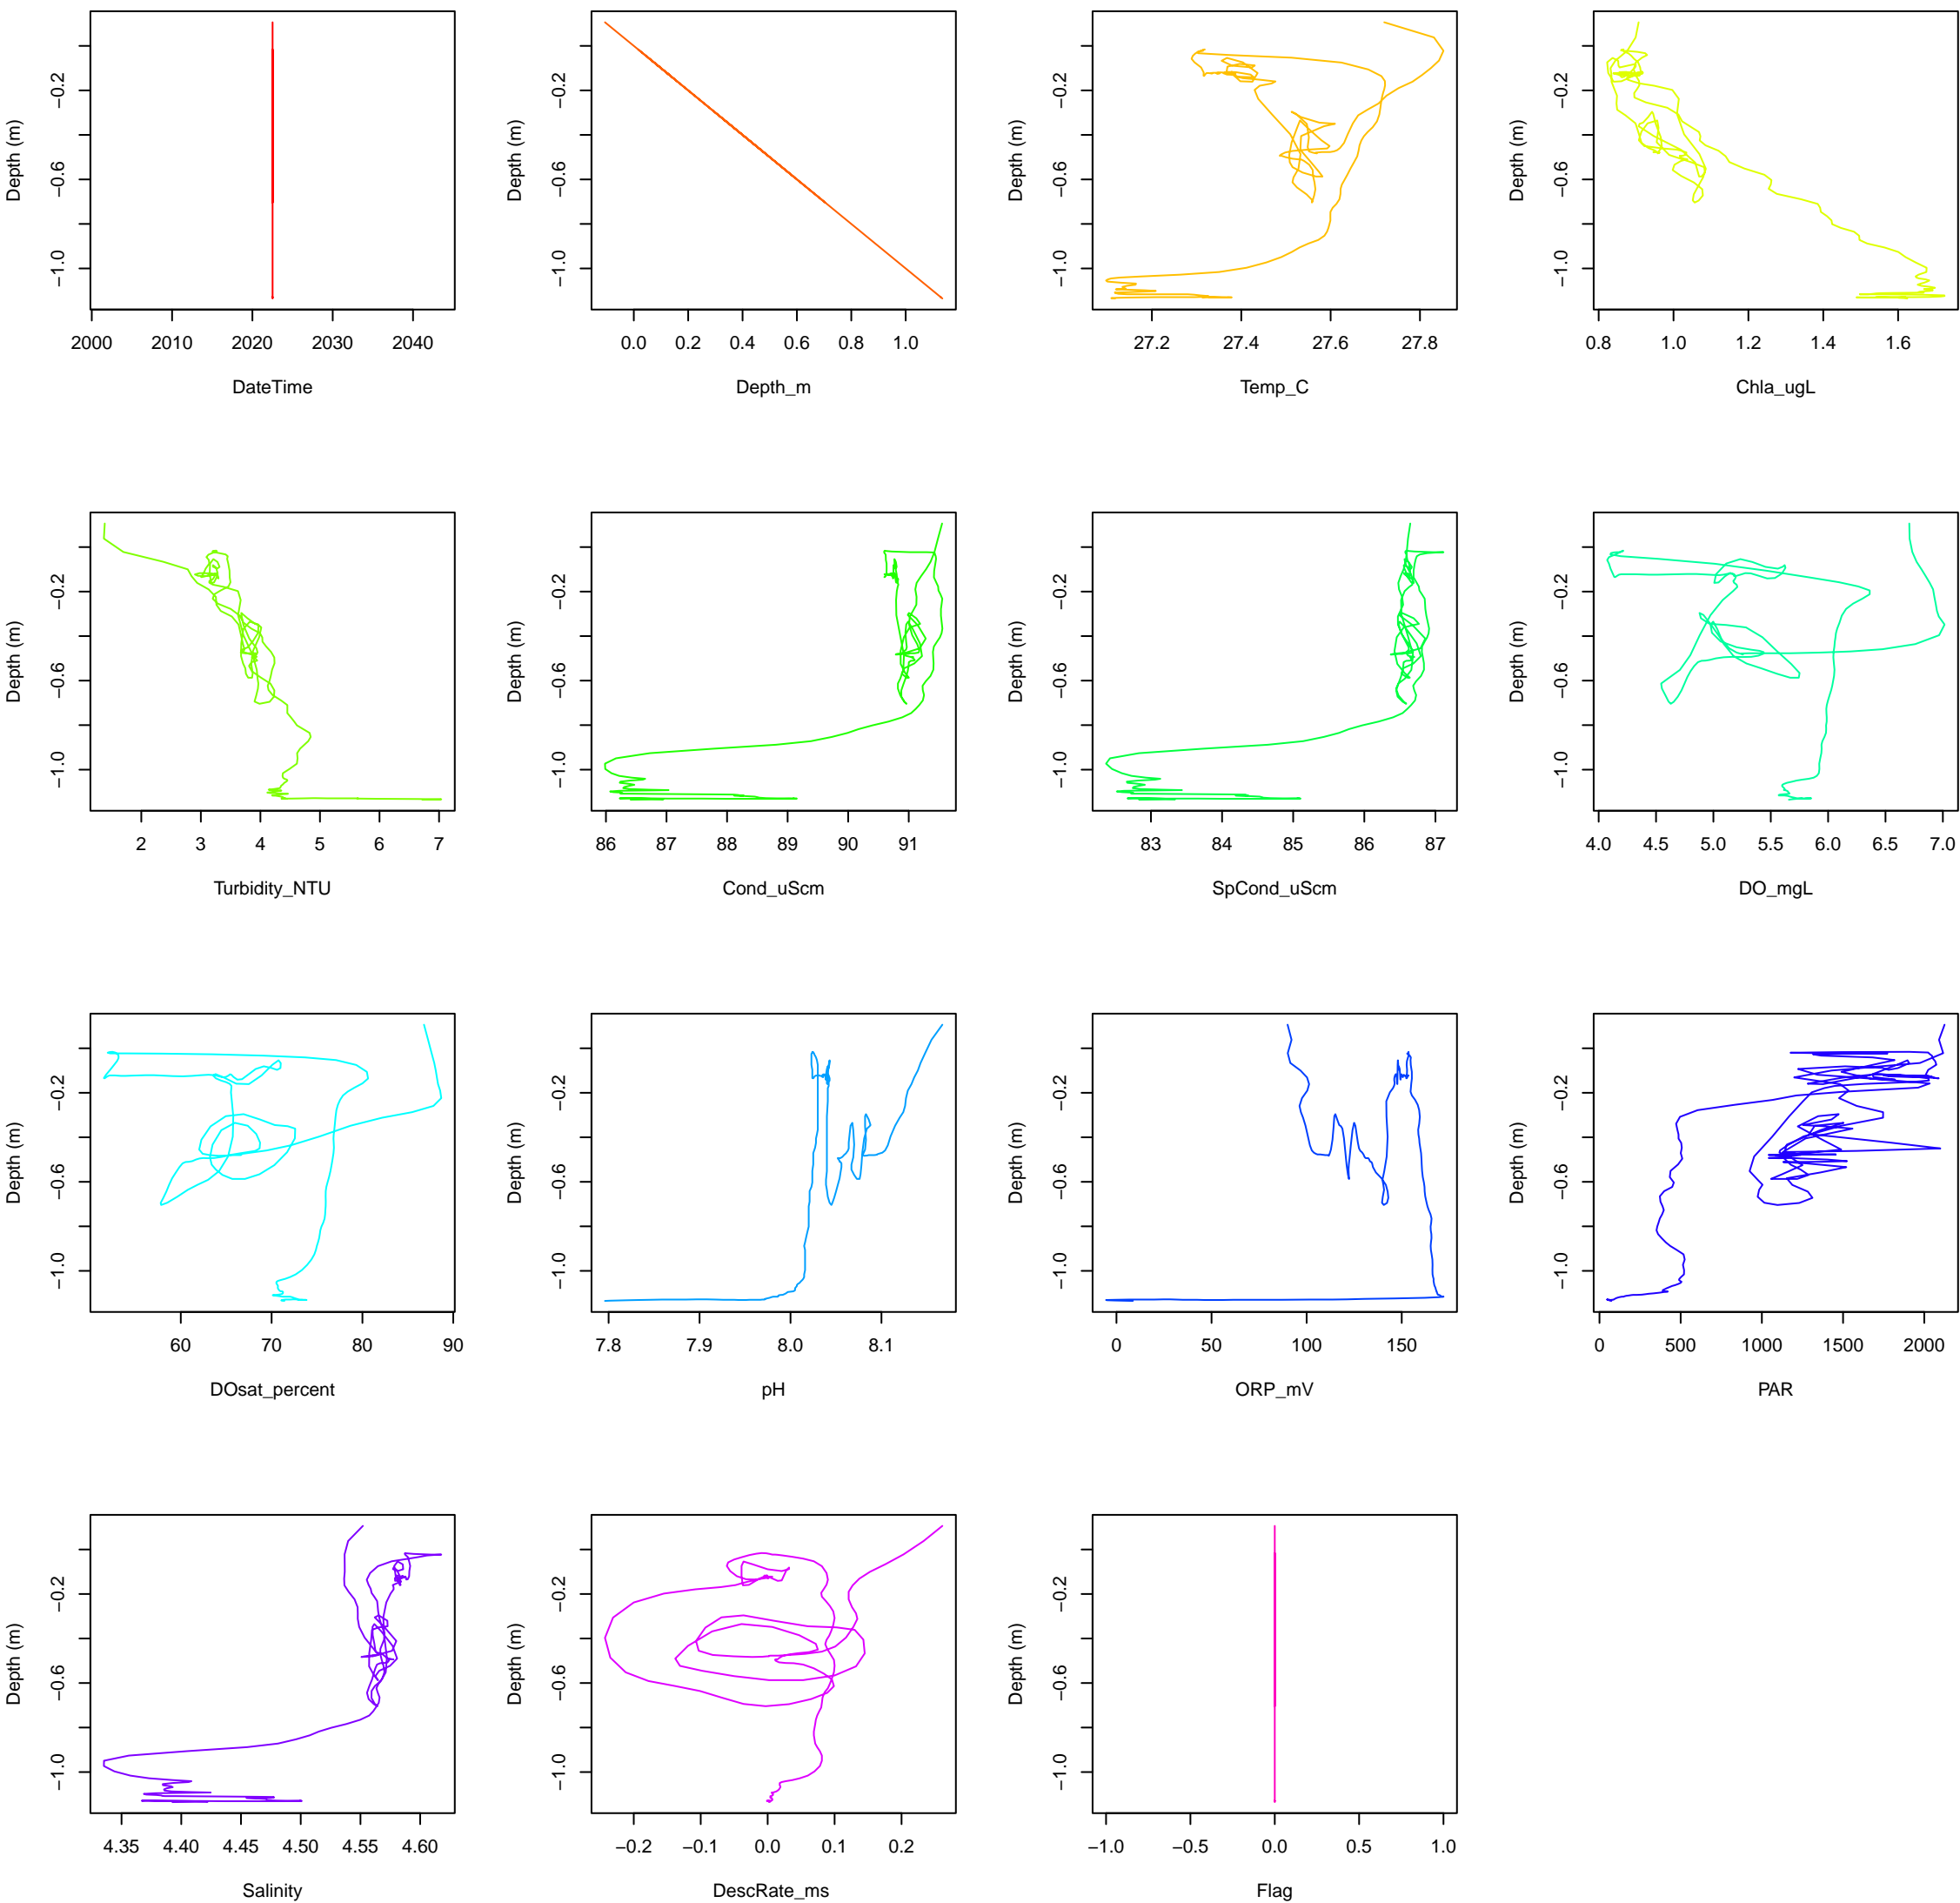 Depth (m)
−0.2
−0.6
−1.0
2000 2010 2020 2030 2040
DateTime
Depth (m)
−0.2
−0.6
−1.0
0.0 0.2 0.4 0.6 0.8 1.0
Depth_m
Depth (m)
−0.2
−0.6
−1.0
27.2 27.4 27.6 27.8
Temp_C
Depth (m)
−0.2
−0.6
−1.0
0.8 1.0 1.2 1.4 1.6
Chla_ugL
Depth (m)
−0.2
−0.6
−1.0
2 3 4 5 6 7
Turbidity_NTU
Depth (m)
−0.2
−0.6
−1.0
86 87 88 89 90 91
Cond_uScm
Depth (m)
−0.2
−0.6
−1.0
83 84 85 86 87
SpCond_uScm
Depth (m)
−0.2
−0.6
−1.0
4.0 4.5 5.0 5.5 6.0 6.5 7.0
DO_mgL
Depth (m)
−0.2
−0.6
−1.0
60 70 80 90
DOsat_percent
Depth (m)
−0.2
−0.6
−1.0
7.8 7.9 8.0 8.1
pH
Depth (m)
−0.2
−0.6
−1.0
0 50 100 150
ORP_mV
Depth (m)
−0.2
−0.6
−1.0
0 500 1000 1500 2000
PAR
Depth (m)
−0.2
−0.6
−1.0
4.35 4.40 4.45 4.50 4.55 4.60
Salinity
Depth (m)
−0.2
−0.6
−1.0
−0.2 −0.1 0.0 0.1 0.2
DescRate_ms
Depth (m)
−0.2
−0.6
−1.0
−1.0 −0.5 0.0 0.5 1.0
Flag